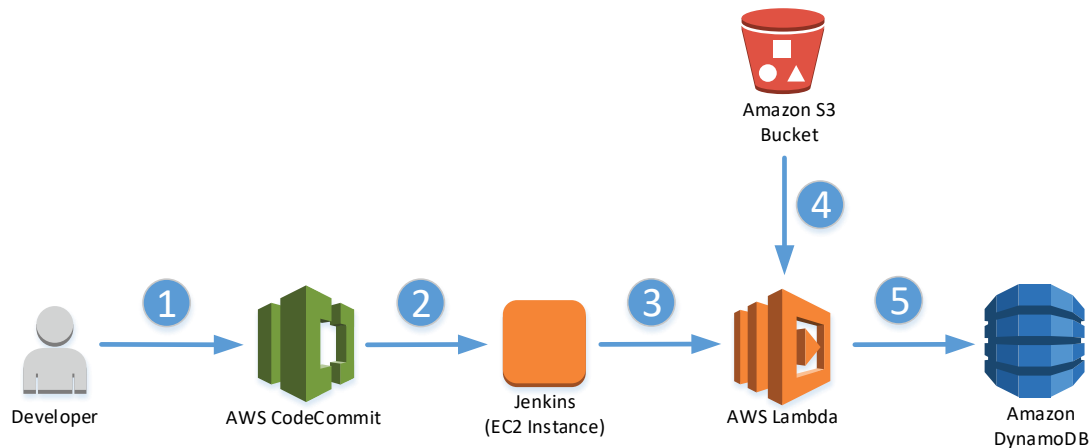 Amazon S3
Bucket
4
1
2
3
5
Developer
AWS CodeCommit
Jenkins
(EC2 Instance)
AWS Lambda
Amazon
DynamoDB